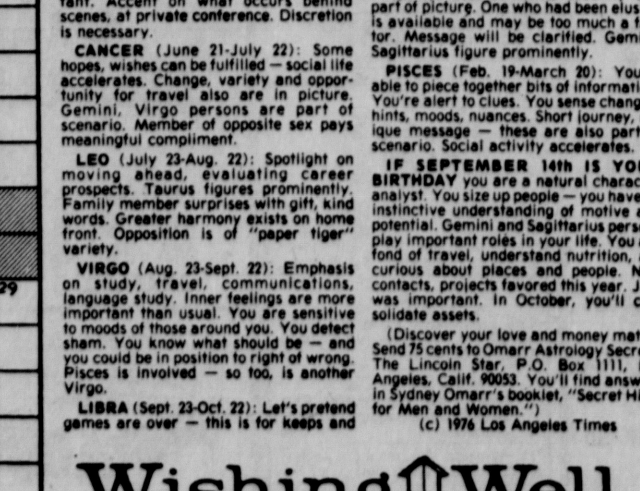 tant. Accent on what occurs behind
scenes, at private conference. Discretion
is necessary.
CANCER (June 21-July 22): Some
hopes, wishes can be fulfilled — social life
accelerates. Change, variety and oppor-
tunity for travel also are in picture.
Gemini, Virgo persons are part of
scenario. Member of opposite sex pays
meaningful compliment.
LEO (July 23-Aug. 22): Spotlight on
moving ahead, evaluating career
prospects. Taurus figures prominently.
Family member surprises with gift, kind
words. Greater harmony exists on home
front. Opposition is of "paper tiger"
variety.
VIRGO (Aug. 23-Sept. 22): Emphasis
on study, travel, communications,
language study. Inner feelings are more
important than usual. You are sensitive
to moods of those around you. You detect
sham. You know what should be — and
you could be in position to right of wrong.
Pisces is involved — so too, is another
Virgo.
LIBRA (Sept. 23-Oct. 22): Let's pretend
games are over — this is for keeps and
part of picture. One who had been elus
is available and may be too much a
tor. Message will be clarified. Gemi
Sagittarius figure prominently.
PISCES (Feb. 19-March 20): You
able to piece together bits of informati
You're alert to clues. You sense chang
hints, moods, nuances. Short journey,
ique message — these are also part
scenario. Social activity accelerates.
IF SEPTEMBER 14th IS YO
BIRTHDAY you are a natural charac
analyst. You size up people — you have
instinctive understanding of motive
potential. Gemini and Sagittarius pers
play important roles in your life. You
fond of travel, understand nutrition,
curious about places and people. N
contacts, projects favored this year. J
was important. In October, you'll c
solidate assets.
(Discover your love and money mat
Send 75 cents to Omarr Astrology Secre
The Lincoln Star, P.O. Box 1111,
Angeles, Calif. 90053. You'll find answ
in Sydney Omarr's booklet, "Secret Hi
for Men and Women.")
(c) 1976 Los Angeles Times
29
Wishing Well